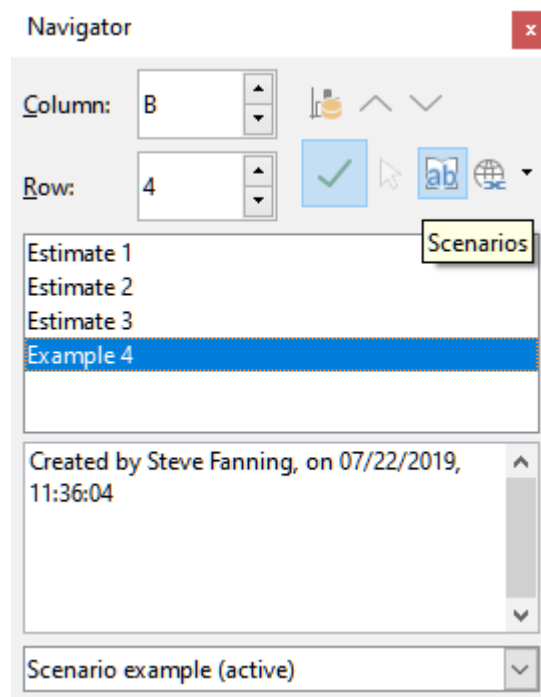 Navigator
x
Column: B
Row: 4
ab
Scenarios
Estimate 1
Estimate 2
Estimate 3
Example 4
Created by Steve Fanning, on 07/22/2019,
11:36:04
Scenario example (active)